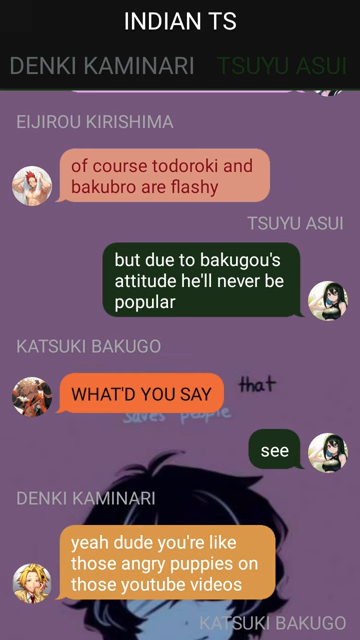 INDIAN TS
DENKI KAMINARI TSUYU ASUI
EIJIROU KIRISHIMA
of course todoroki and
bakubro are flashy
TSUYU ASUI
but due to bakugou's
attitude he'll never be
popular
KATSUKI BAKUGO
WHAT'D YOU SAY
that
saves people
see
DENKI KAMINARI
yeah dude you're like
those angry puppies on
those youtube videos
KATSUKI BAKUGO